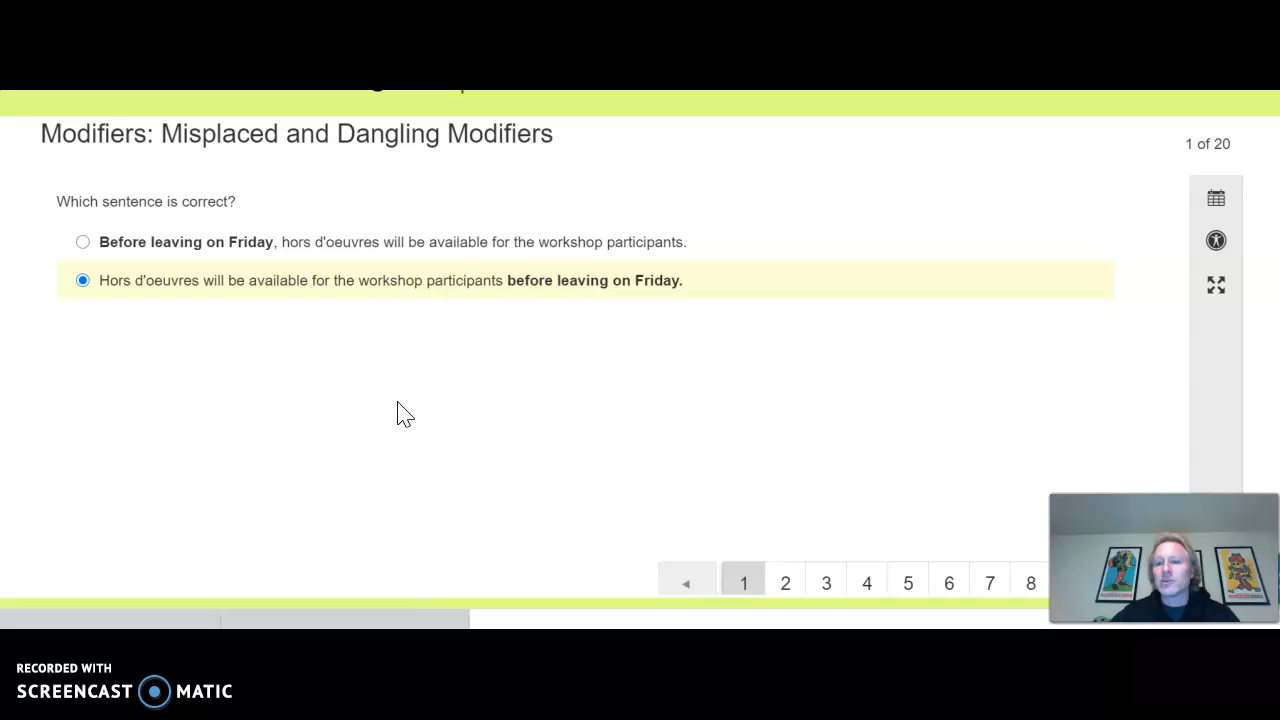 Modifiers: Misplaced and Dangling Modifiers
1 of 20
Which sentence is correct?
Before leaving on Friday, hors d'oeuvres will be available for the workshop participants.
Hors d'oeuvres will be available for the workshop participants before leaving on Friday.
1 2 3 4 5 6 7 8
RECORDED WITH
SCREENCAST MATIC